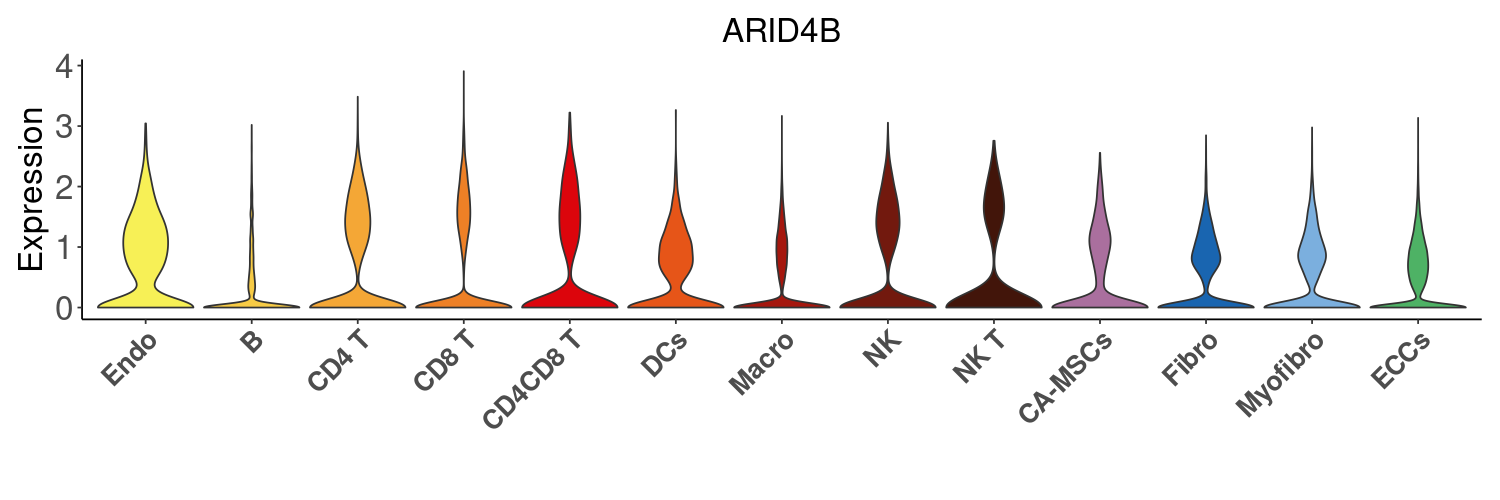 ARID4B
Expression
4
3
2
1
0
Endo
B
CD4 T
CD8 T
CD4CD8 T
DCs
Macro
NK
NK T
CA-MSCs
Fibro
Myofibro
ECCs